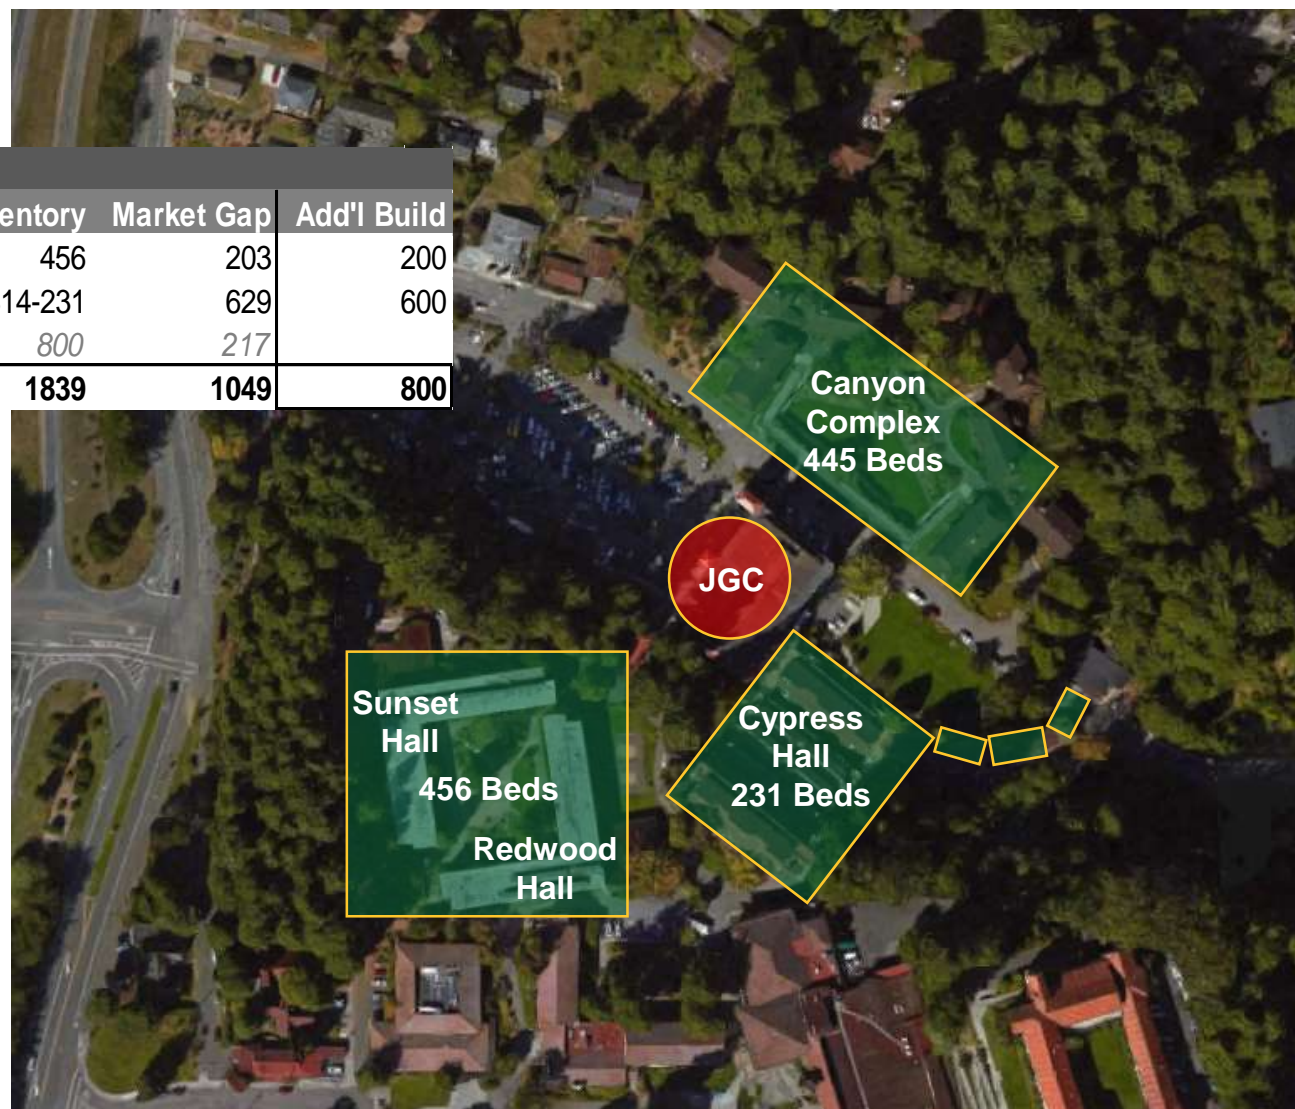 entory Market Gap Add'l Build
456 203 200
14-231 629 600
800 217
1839 1049 800
Canyon
Complex
445 Beds
JGC
Sunset
Hall
456 Beds
Redwood
Hall
Cypress
Hall
231 Beds